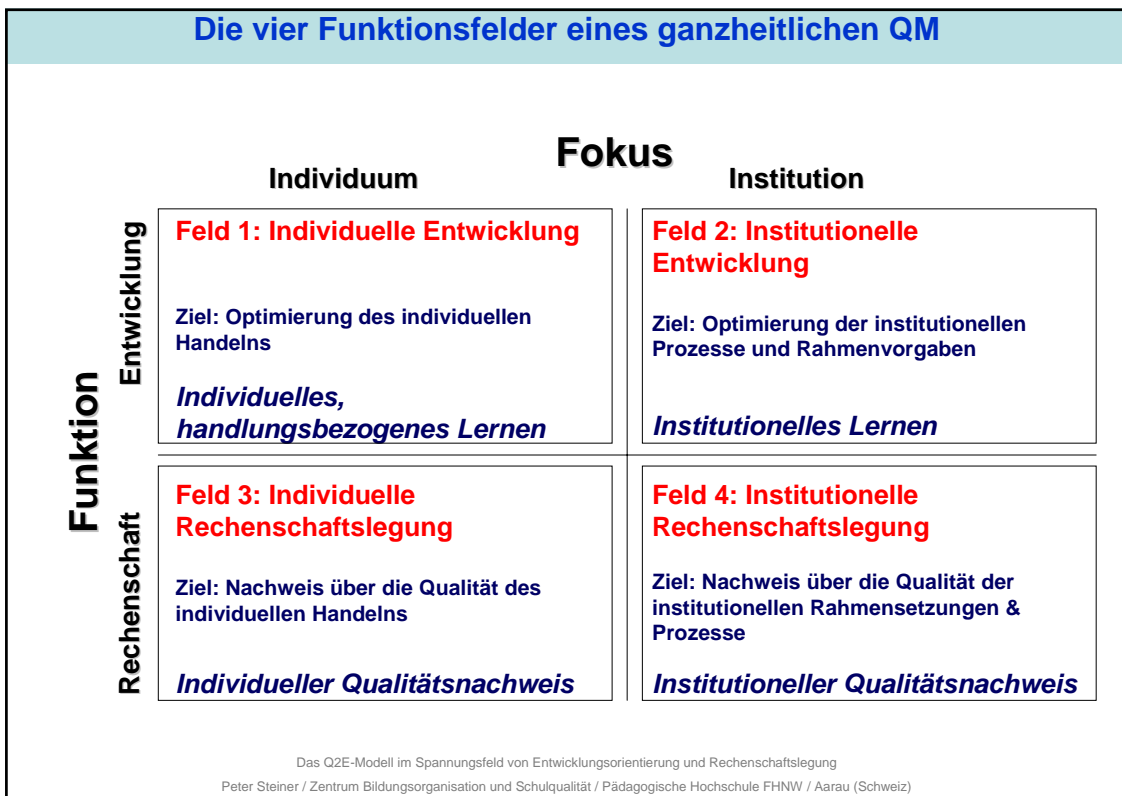 Die vier Funktionsfelder eines ganzheitlichen QM
Fokus
Individuum
Institution
Funktion
Entwicklung
Feld 1: Individuelle Entwicklung
Ziel: Optimierung des individuellen
Handelns
Individuelles,
handlungsbezogenes Lernen
Feld 2: Institutionelle
Entwicklung
Ziel: Optimierung der institutionellen
Prozesse und Rahmenvorgaben
Institutionelles Lernen
Rechenschaft
Feld 3: Individuelle
Rechenschaftslegung
Ziel: Nachweis über die Qualität des
individuellen Handelns
Individueller Qualitätsnachweis
Feld 4: Institutionelle
Rechenschaftslegung
Ziel: Nachweis über die Qualität der
institutionellen Rahmensetzungen &
Prozesse
Institutioneller Qualitätsnachweis
Das Q2E-Modell im Spannungsfeld von Entwicklungsorientierung und Rechenschaftslegung
Peter Steiner / Zentrum Bildungsorganisation und Schulqualität / Pädagogische Hochschule FHNW / Aarau (Schweiz)